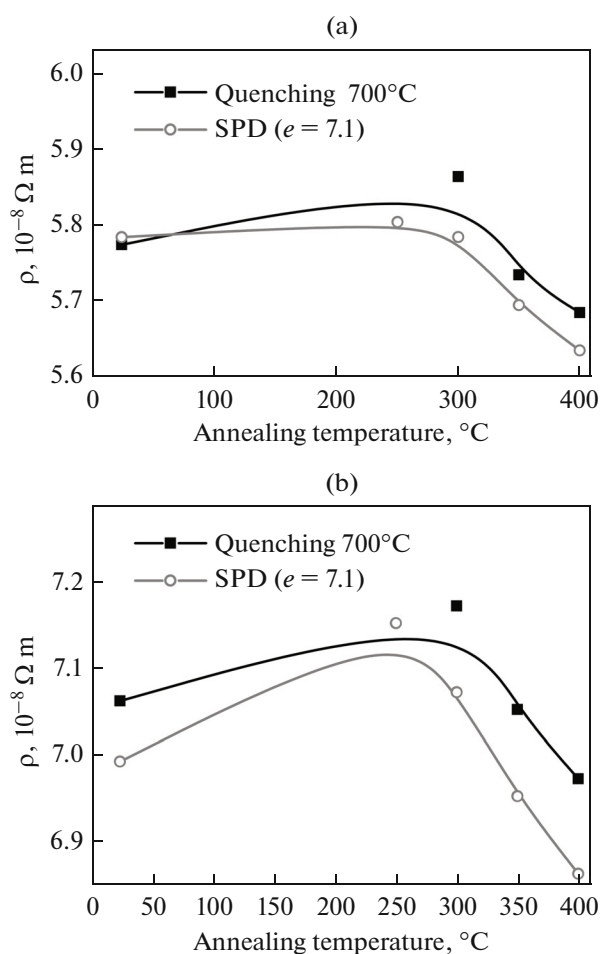 (a)
6.0
Quenching 700°C
SPD (e = 7.1)
5.9
5.8
5.7
5.6
ρ, 10⁻⁸ Ω m
0 100 200 300 400
Annealing temperature, °C
(b)
Quenching 700°C
SPD (e = 7.1)
7.2
7.1
7.0
6.9
ρ, 10⁻⁸ Ω m
0 50 100 150 200 250 300 350 400
Annealing temperature, °C